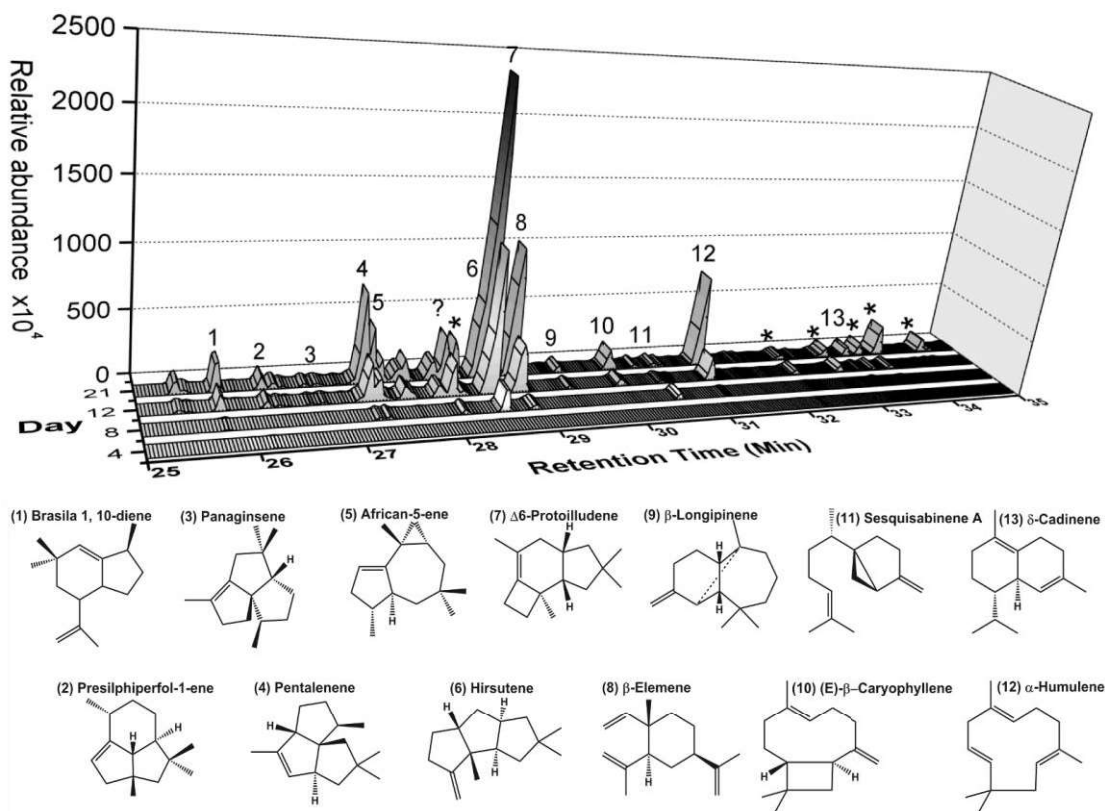 Relative abundance x10⁴
2500
2000
1500
1000
500
0
21
12
8
4
Day
25
26
27
28
29
30
31
32
33
34
35
Retention Time (Min)
1
2
3
4
5
?
*
6
7
8
9
10
11
12
*
*
13
*
*
*
(1) Brasila 1, 10-diene
(3) Panaginsene
(5) African-5-ene
(7) Δ6-Protoilludene
(9) β-Longipinene
(11) Sesquisabinene A
(13) δ-Cadinene
H
H
H
H
H
H
H
(2) Presilphiperfol-1-ene
(4) Pentalenene
(6) Hirsutene
(8) β-Elemene
(10) (E)-β–Caryophyllene
(12) α-Humulene
H
H
H
H
H
H
H
H
H
H